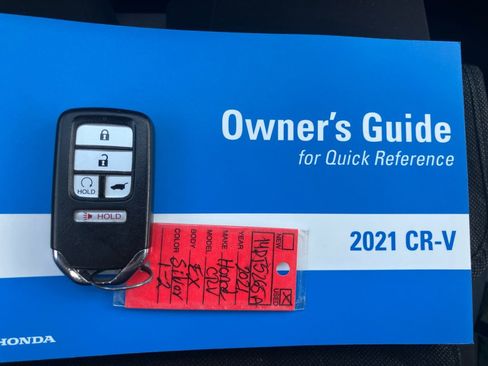 Owner's Guide
for Quick Reference
2021 CR-V
HONDA
HOLD
HOLD
NEW
USED
YEAR 2021
MAKE Honda
MODEL CRV
BODY EX
COLOR Silver